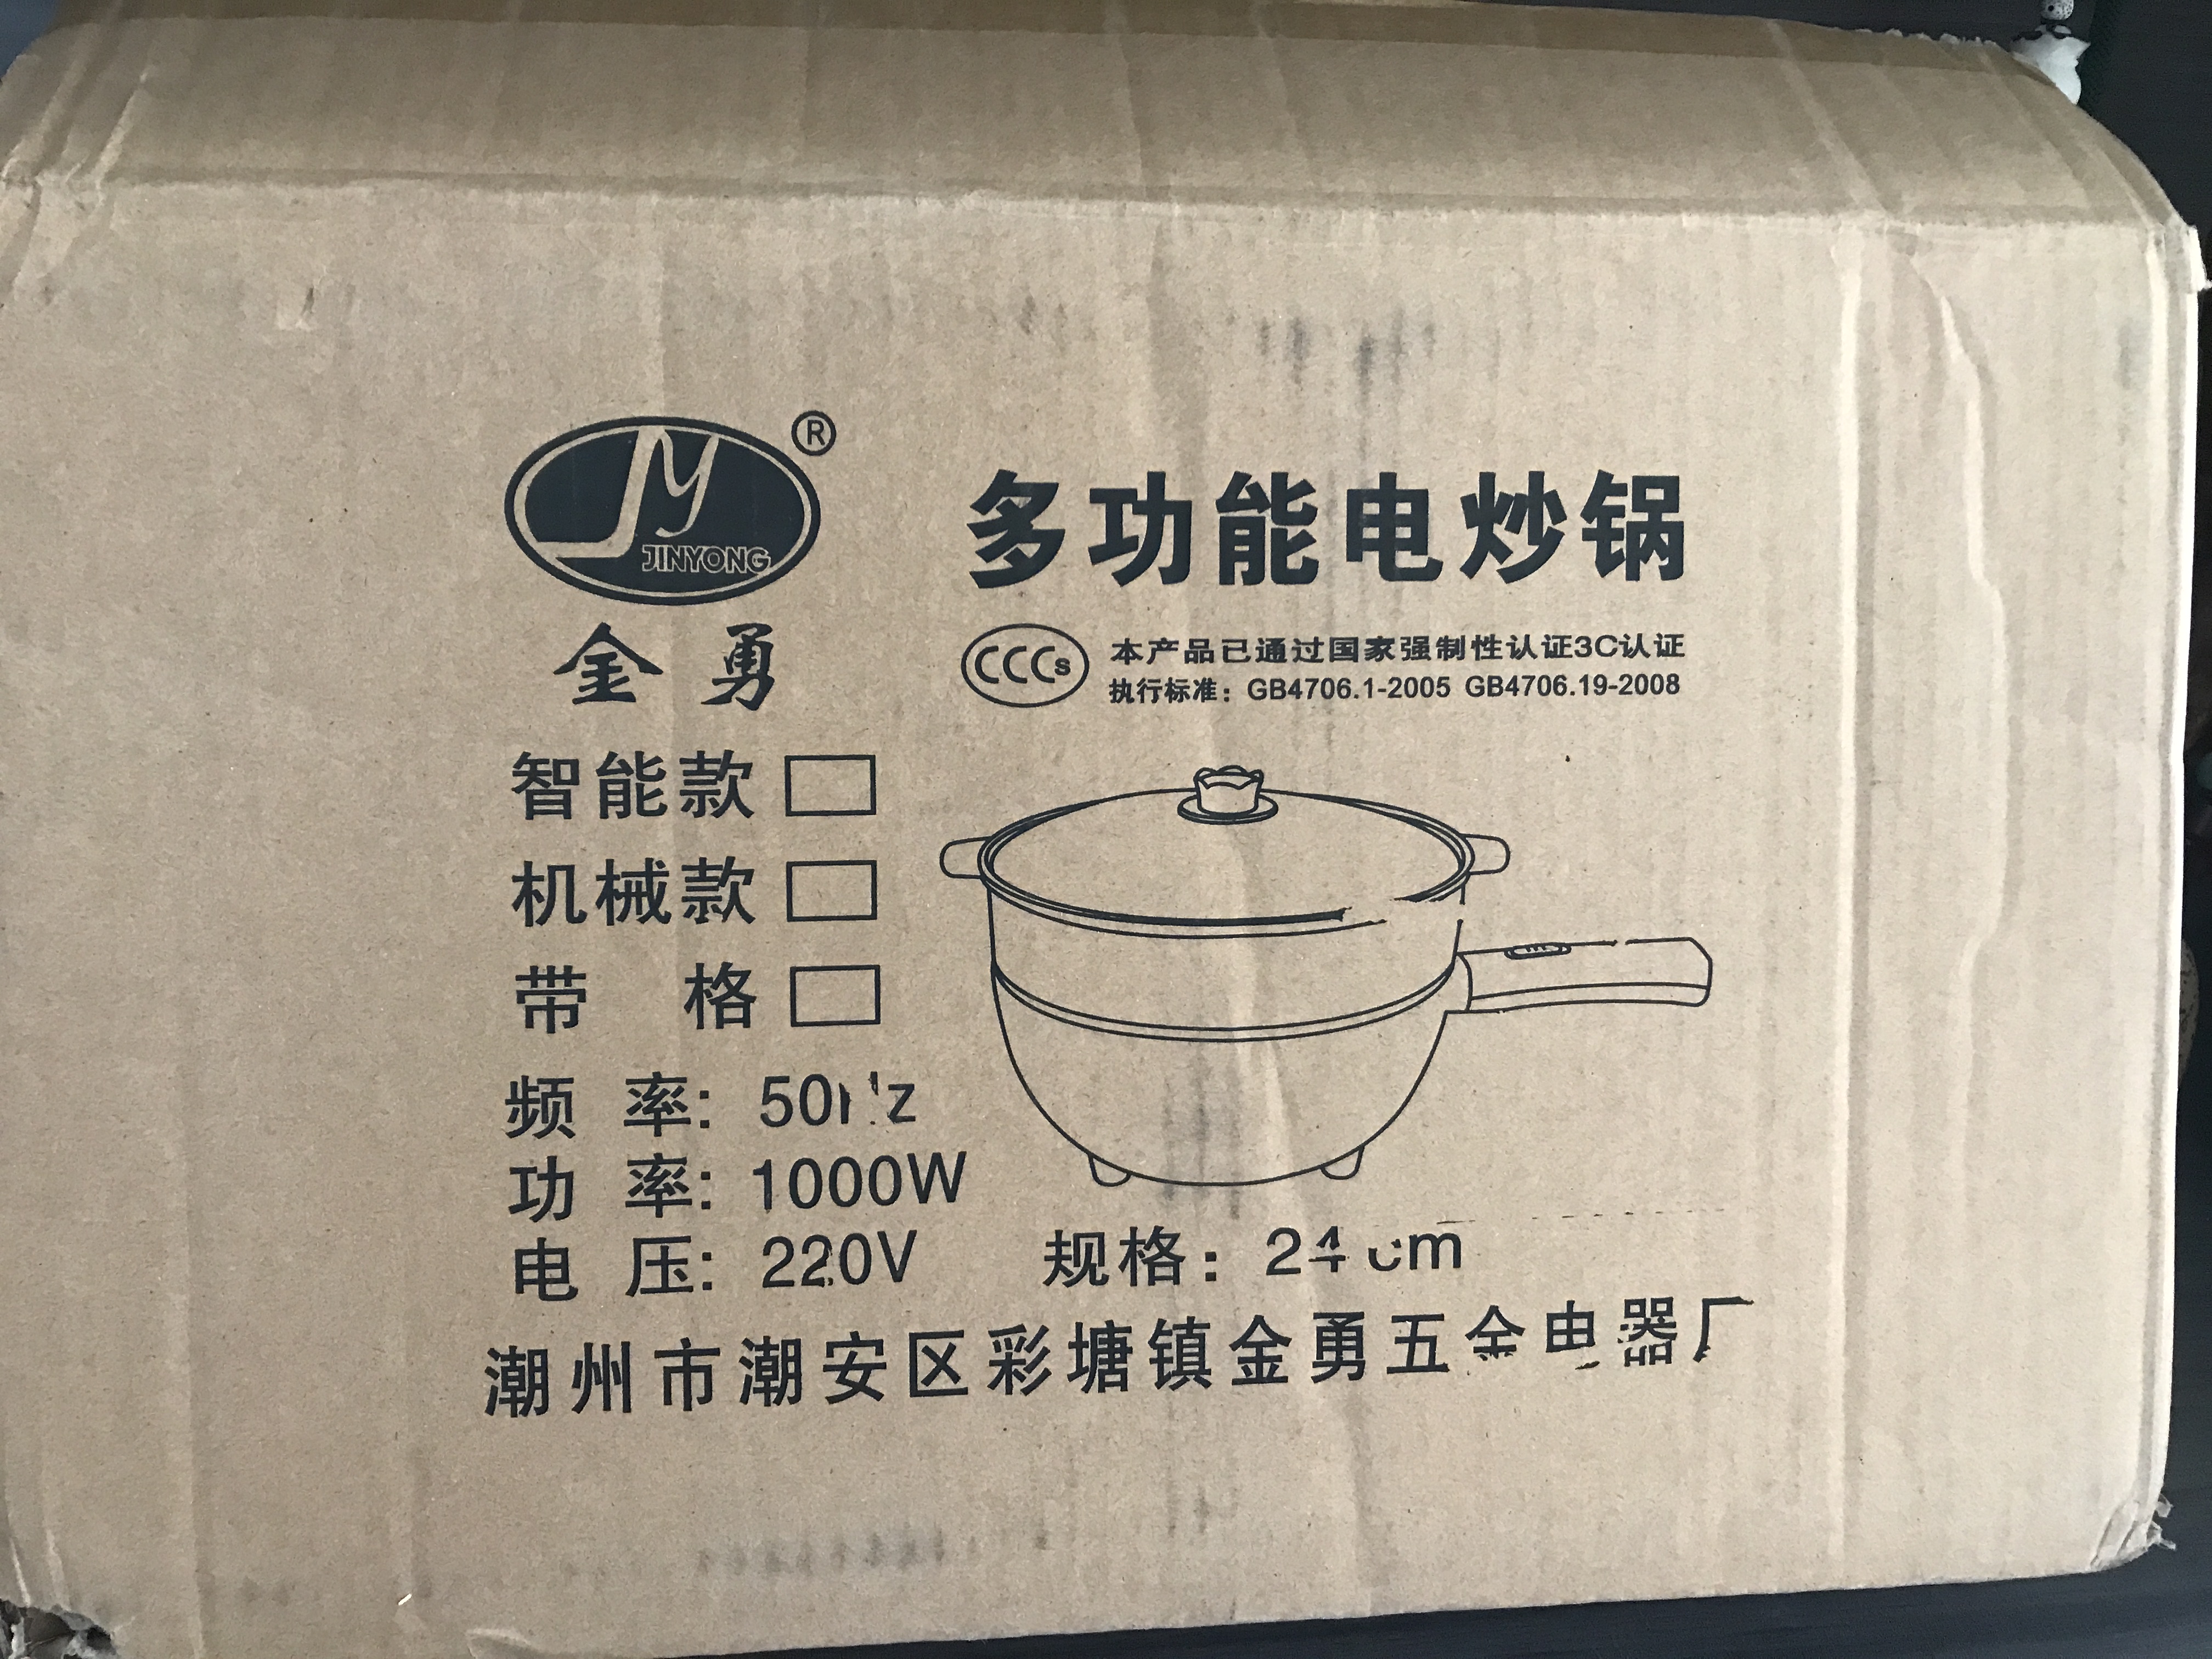 JY
®
JINYONG
金勇
多功能电炒锅
CCCs
本产品已通过国家强制性认证3C认证
执行标准：GB4706.1-2005 GB4706.19-2008
智能款
机械款
带格
频率: 50Hz
功率: 1000W
电压: 220V
规格: 24cm
潮州市潮安区彩塘镇金勇五金电器厂